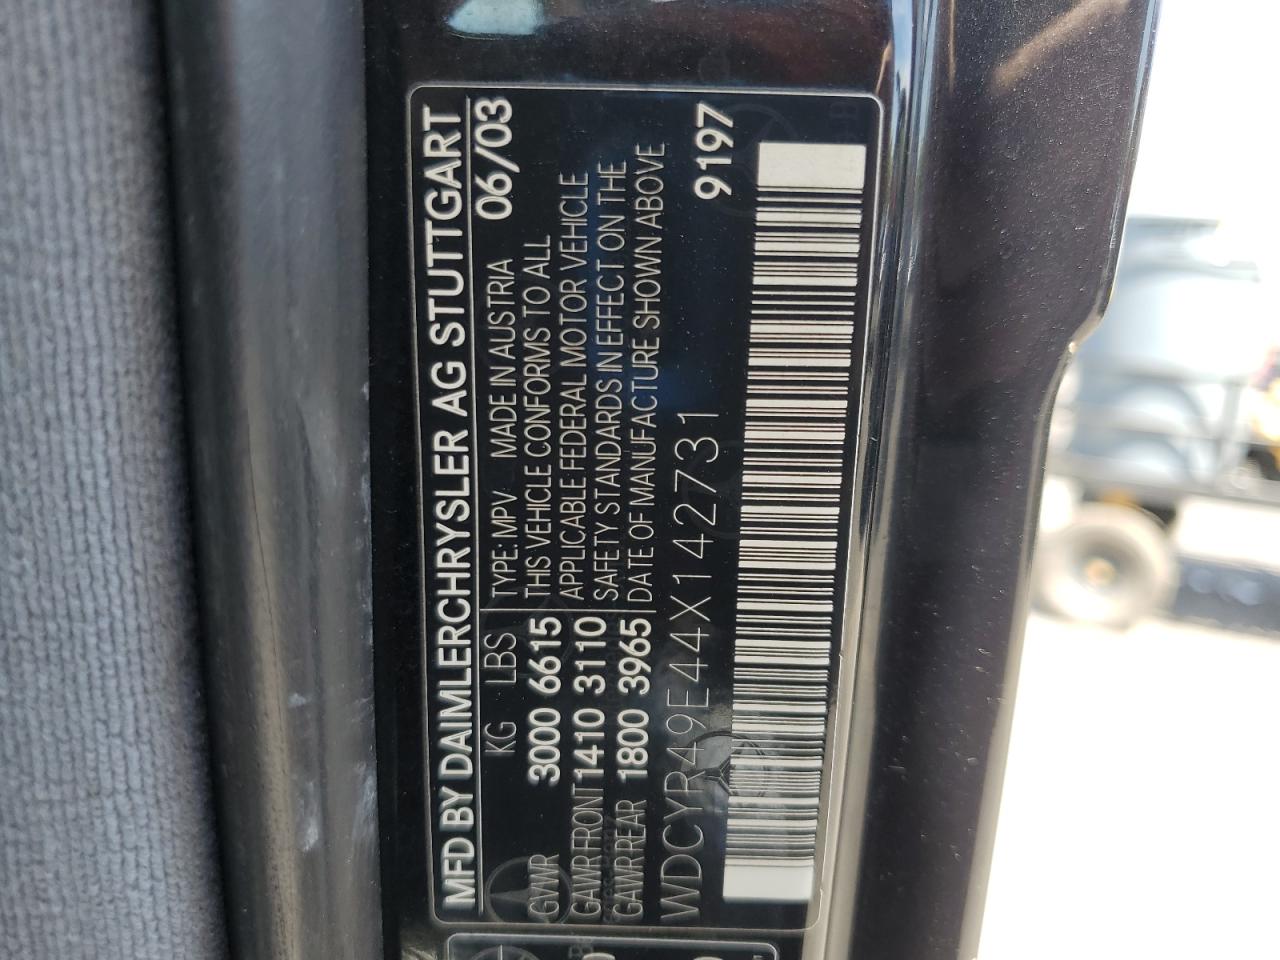 MFD BY DAIMLERCHRYSLER AG STUTTGART
KG LBS TYPE: MPV MADE IN AUSTRIA 06/03
GVWR 3000 6615 THIS VEHICLE CONFORMS TO ALL
GAWR FRONT 1410 3110 APPLICABLE FEDERAL MOTOR VEHICLE
SAFETY STANDARDS IN EFFECT ON THE
GAWR REAR 1800 3965 DATE OF MANUFACTURE SHOWN ABOVE
WDCYR49E44X142731 9197